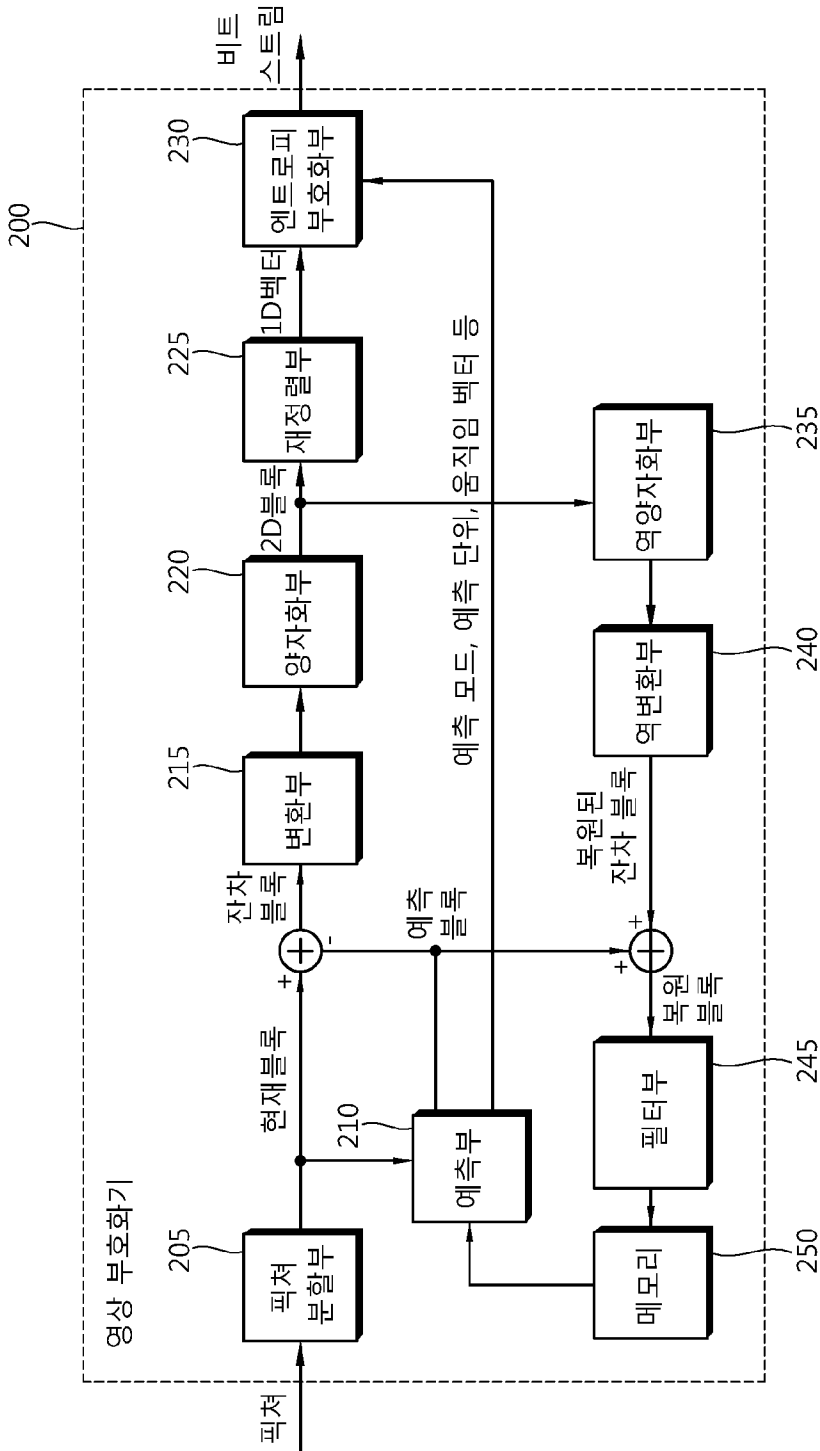 영상 부호화기
200
픽쳐
205
픽쳐
분할부
현재블록
+
-
잔차
블록
215
변환부
220
양자화부
2D블록
225
재정렬부
1D벡터
230
엔트로피
부호화부
비트
스트림
210
예측부
예측
블록
예측 모드, 예측 단위, 움직임 벡터 등
250
메모리
245
필터부
복원
블록
+
+
복원된
잔차 블록
240
역변환부
235
역양자화부